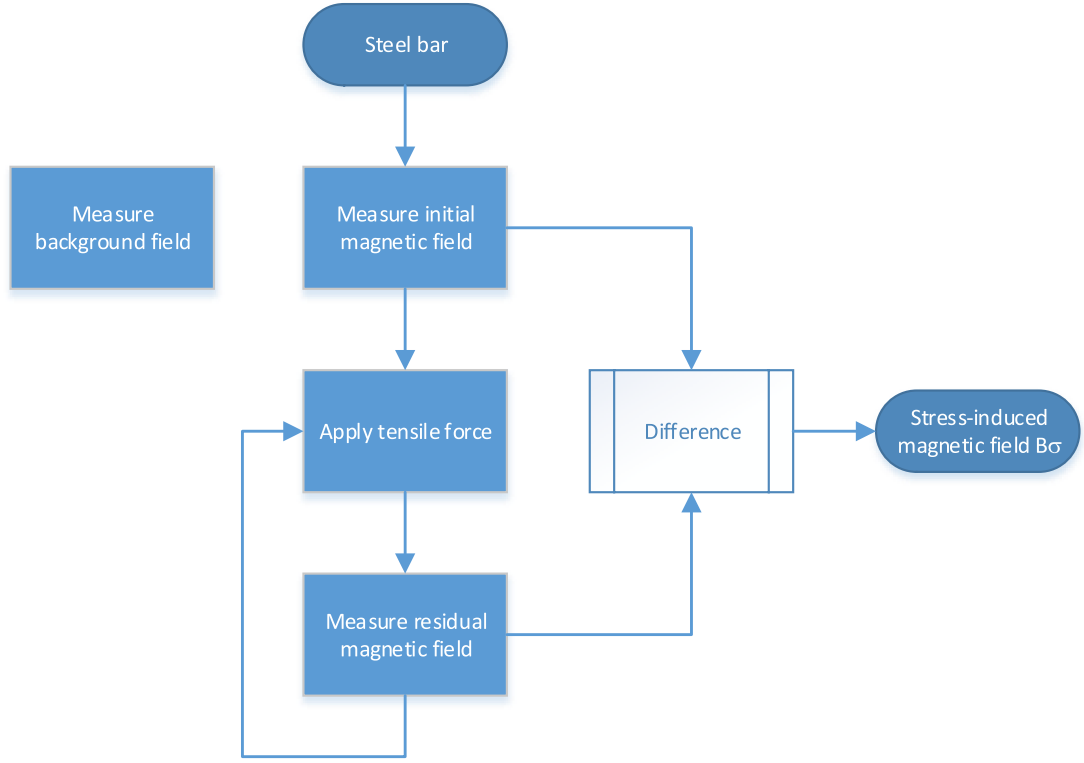 Steel bar
Measure
background field
Measure initial
magnetic field
Apply tensile force
Difference
Stress-induced
magnetic field Bσ
Measure residual
magnetic field